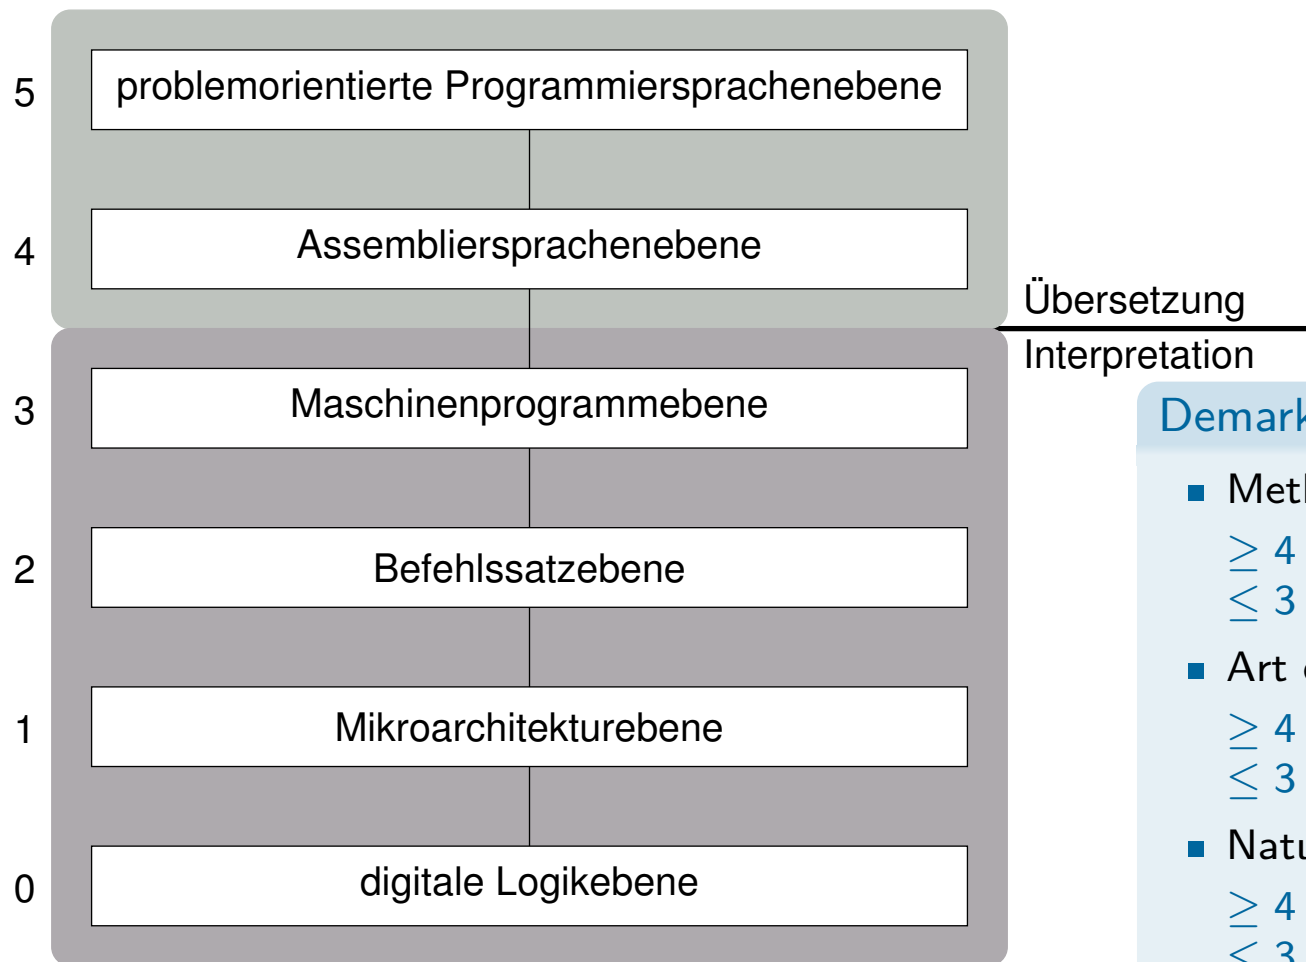 5 problemorientierte Programmiersprachenebene
4 Assembliersprachenebene
Übersetzung
Interpretation
3 Maschinenprogrammebene
2 Befehlssatzebene
1 Mikroarchitekturebene
0 digitale Logikebene
≥ 4
≤ 3
Art
≥ 4
≤ 3
≥ 4
≤ 3